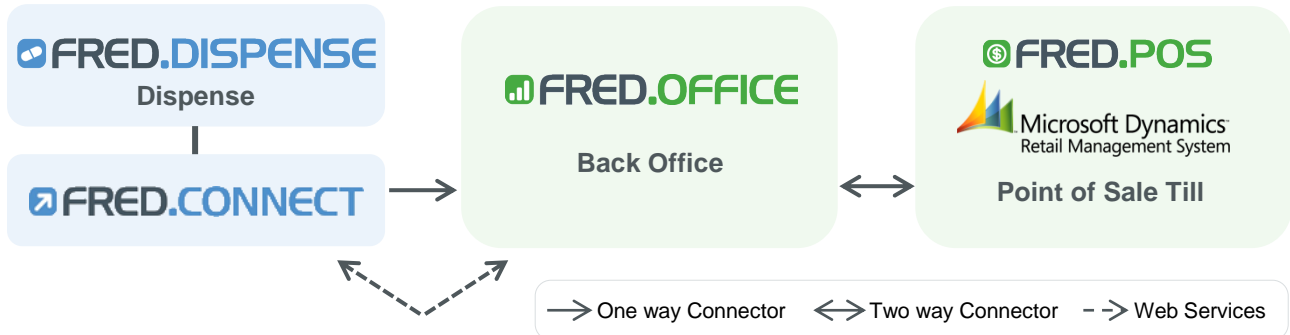 FRED.DISPENSE
Dispense
FRED.CONNECT
FRED.OFFICE
Back Office
FRED.POS
Microsoft Dynamics
Retail Management System
Point of Sale Till
One way Connector
Two way Connector
Web Services